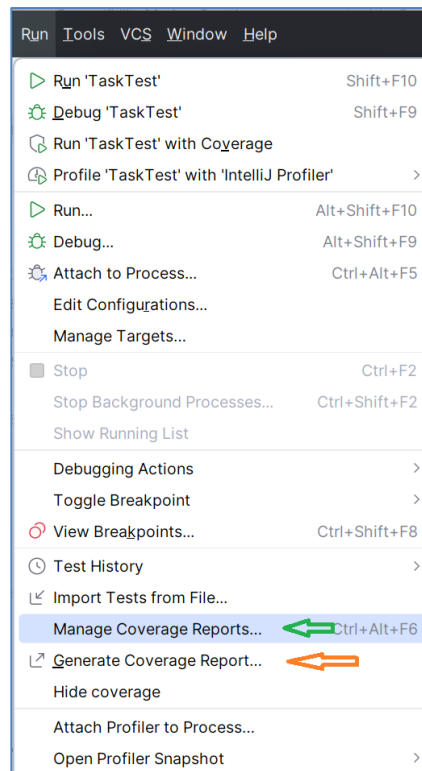 Run Tools VCS Window Help
Run 'TaskTest' Shift+F10
Debug 'TaskTest' Shift+F9
Run 'TaskTest' with Coverage
Profile 'TaskTest' with 'IntelliJ Profiler'
Run... Alt+Shift+F10
Debug... Alt+Shift+F9
Attach to Process... Ctrl+Alt+F5
Edit Configurations...
Manage Targets...
Stop Ctrl+F2
Stop Background Processes... Ctrl+Shift+F2
Show Running List
Debugging Actions
Toggle Breakpoint
View Breakpoints... Ctrl+Shift+F8
Test History
Import Tests from File...
Manage Coverage Reports... Ctrl+Alt+F6
Generate Coverage Report...
Hide coverage
Attach Profiler to Process...
Open Profiler Snapshot